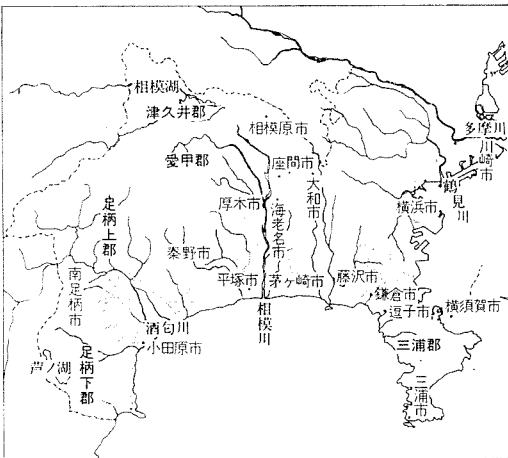 相模湖
津久井郡
相模原市
多摩川
川崎市
鶴見川
愛甲郡
座間市
大和市
横浜市
厚木市
海老名市
足柄上郡
秦野市
南足柄市
平塚市
茅ヶ崎市
藤沢市
鎌倉市
逗子市
横須賀市
相模川
酒匂川
小田原市
三浦郡
芦ノ湖
足柄下郡
三浦市